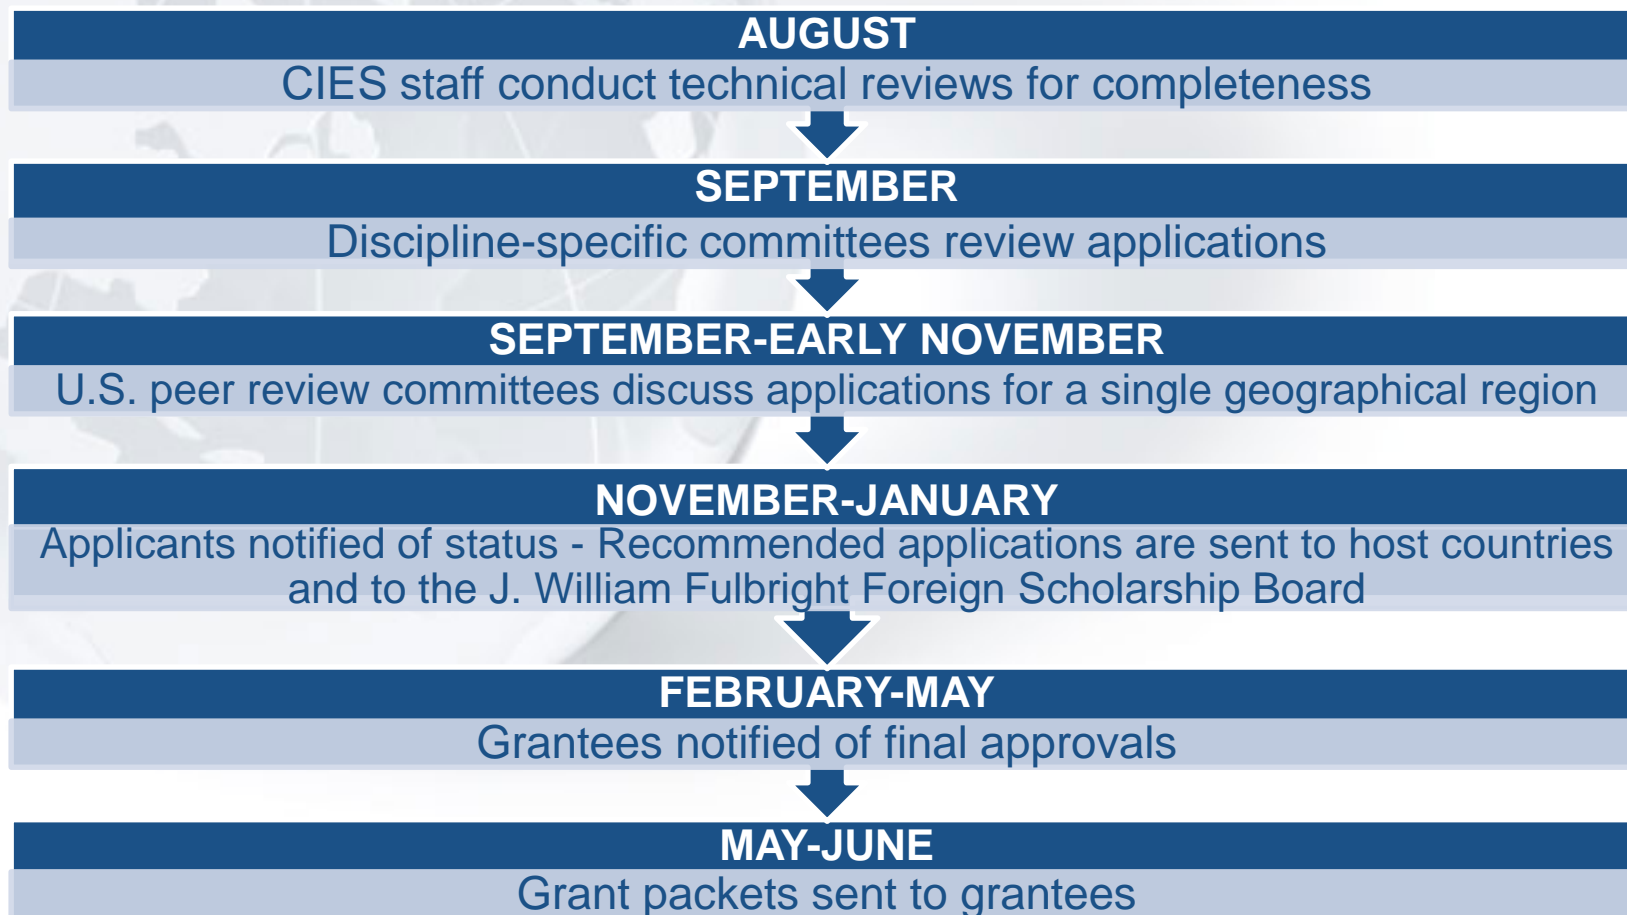 AUGUST
CIES staff conduct technical reviews for completeness
SEPTEMBER
Discipline-specific committees review applications
SEPTEMBER-EARLY NOVEMBER
U.S. peer review committees discuss applications for a single geographical region
NOVEMBER-JANUARY
Applicants notified of status - Recommended applications are sent to host countries
and to the J. William Fulbright Foreign Scholarship Board
FEBRUARY-MAY
Grantees notified of final approvals
MAY-JUNE
Grant packets sent to grantees